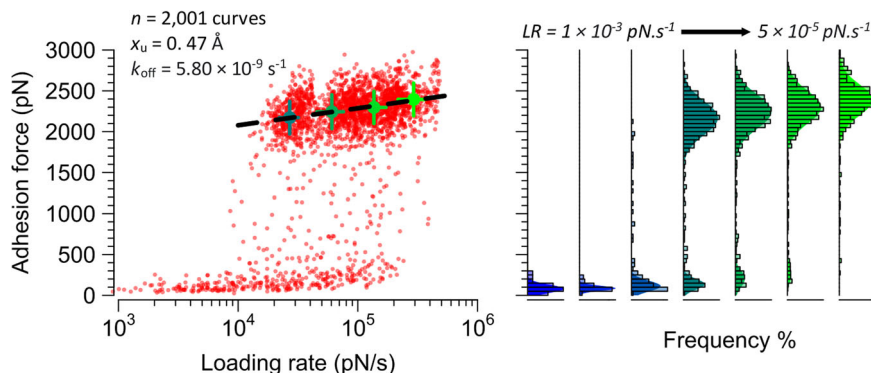 n = 2,001 curves
xu = 0. 47 Å
koff = 5.80 × 10-9 s-1
LR = 1 × 10-3 pN.s-1
5 × 10-5 pN.s-1
Adhesion force (pN)
3000
2500
2000
1500
1000
500
0
10³
10⁴
10⁵
10⁶
Loading rate (pN/s)
Frequency %